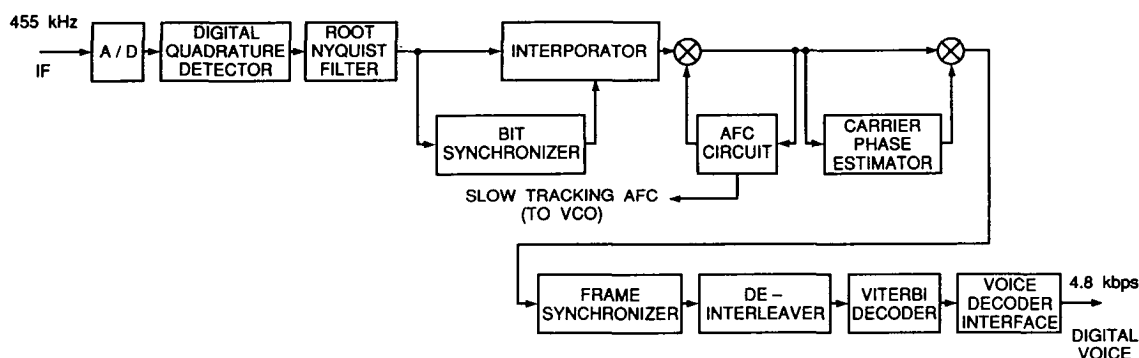 455 kHz
IF
A / D
DIGITAL
QUADRATURE
DETECTOR
ROOT
NYQUIST
FILTER
INTERPORATOR
BIT
SYNCHRONIZER
AFC
CIRCUIT
CARRIER
PHASE
ESTIMATOR
SLOW TRACKING AFC
(TO VCO)
FRAME
SYNCHRONIZER
DE –
INTERLEAVER
VITERBI
DECODER
VOICE
DECODER
INTERFACE
4.8 kbps
DIGITAL
VOICE